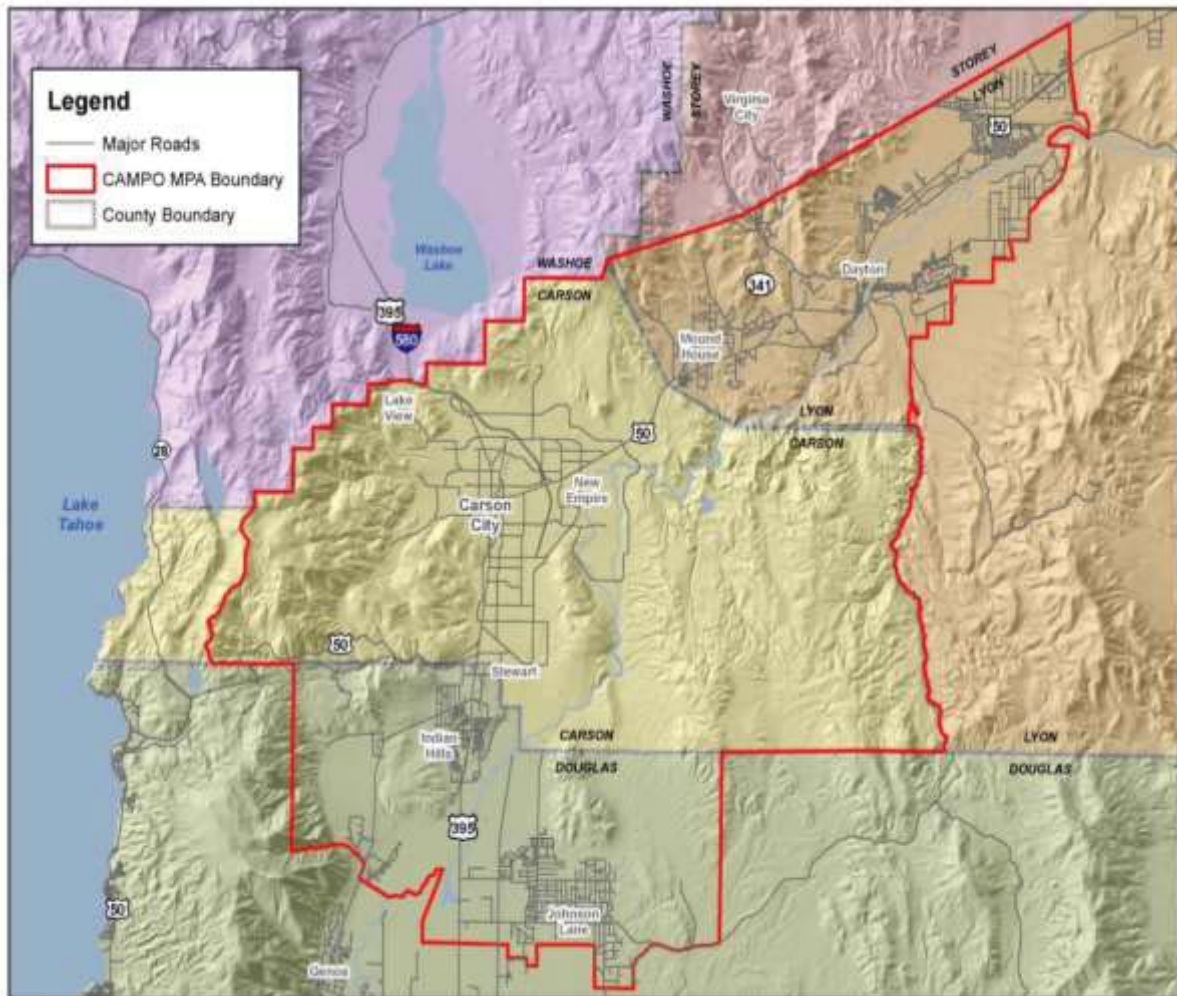 Legend
Major Roads
CAMPO MPA Boundary
County Boundary
WASHOE
STOREY
Virginia
City
STOREY
LYON
50
Washoe
Lake
WASHOE
CARSON
Dayton
341
395
580
Mound
House
Lake
View
LYON
CARSON
50
28
New
Empire
Carson
City
Lake
Tahoe
50
Stewart
Indian
Hills
CARSON
DOUGLAS
LYON
DOUGLAS
395
50
Johnson
Lane
Genoa